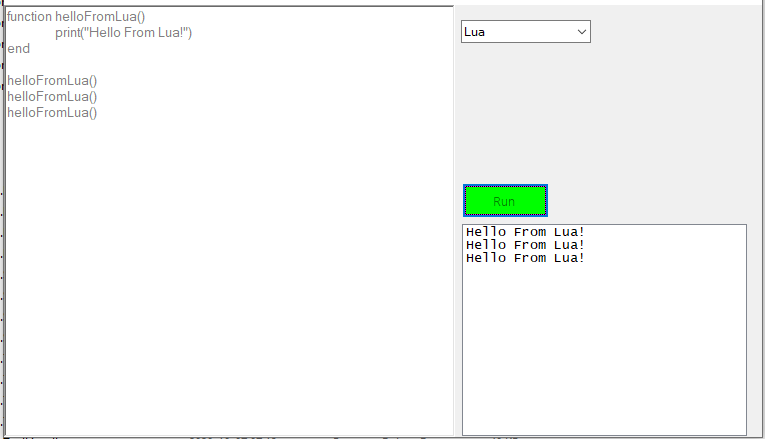 function helloFromLua()
print("Hello From Lua!")
end
helloFromLua()
helloFromLua()
helloFromLua()
Lua
Run
Hello From Lua!
Hello From Lua!
Hello From Lua!